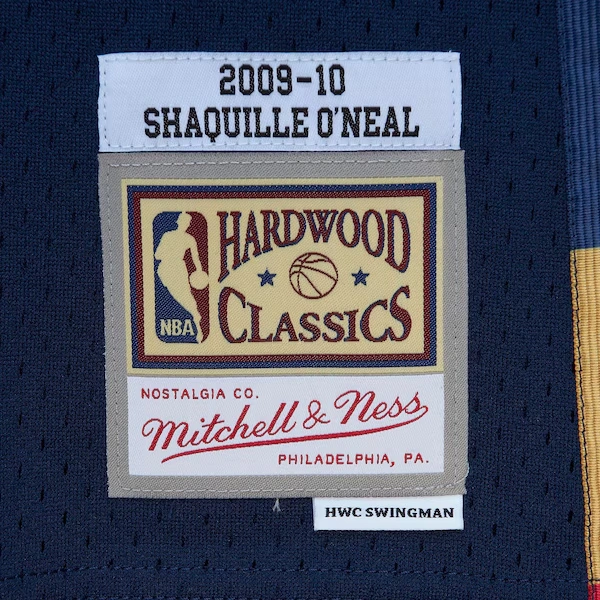 2009-10
SHAQUILLE O'NEAL
HARDWOOD
CLASSICS
NBA
NOSTALGIA CO.
Mitchell & Ness
PHILADELPHIA, PA.
HWC SWINGMAN